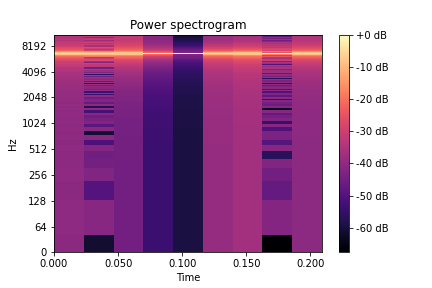 Power spectrogram
Hz
8192
4096
2048
1024
512
256
128
64
0
0.000 0.050 0.100 0.150 0.200
Time
+0 dB
-10 dB
-20 dB
-30 dB
-40 dB
-50 dB
-60 dB